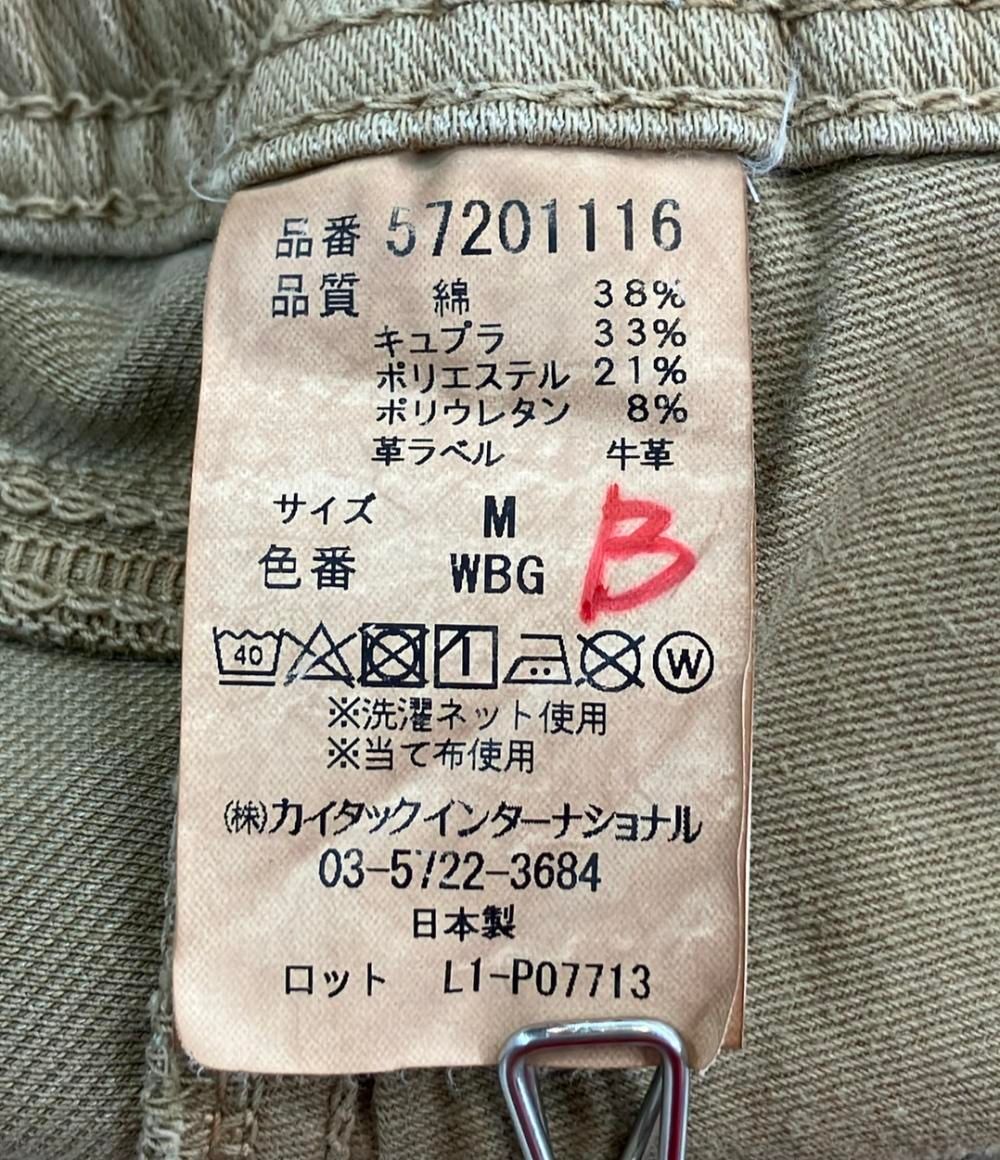 品番 57201116
品質 綿 38%
キュプラ 33%
ポリエステル 21%
ポリウレタン 8%
革ラベル 牛革
サイズ M
色番 WBG
B
40 W
※洗濯ネット使用
※当て布使用
㈱カイタックインターナショナル
03-5722-3684
日本製
ロット L1-P07713